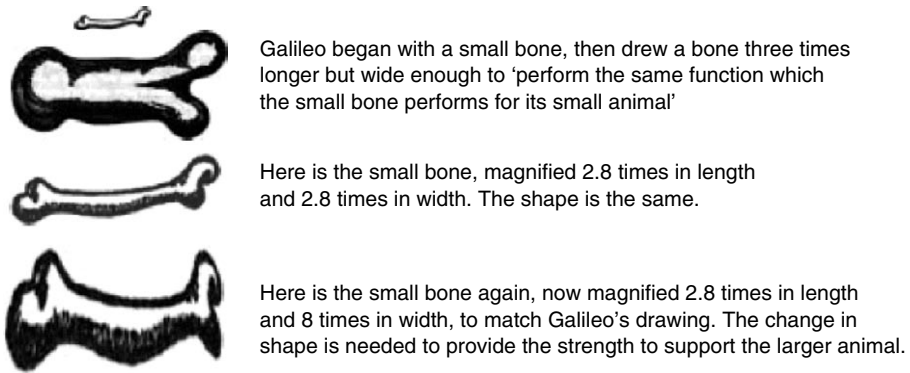 Galileo began with a small bone, then drew a bone three times
longer but wide enough to ‘perform the same function which
the small bone performs for its small animal’
Here is the small bone, magnified 2.8 times in length
and 2.8 times in width. The shape is the same.
Here is the small bone again, now magnified 2.8 times in length
and 8 times in width, to match Galileo’s drawing. The change in
shape is needed to provide the strength to support the larger animal.